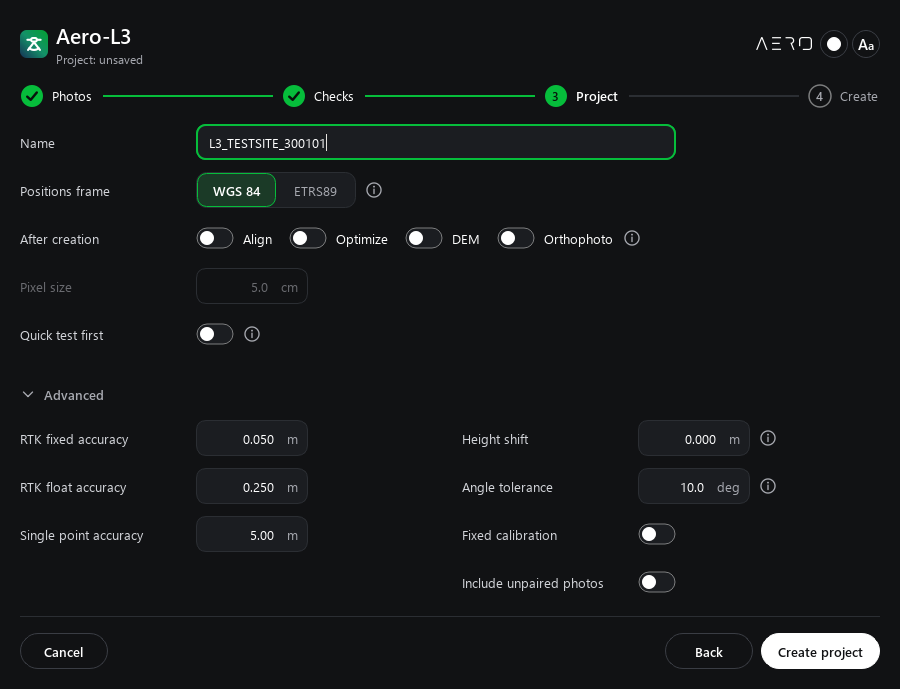 Aero-L3
Project: unsaved
AERO
Aa
Photos
Checks
3 Project
4 Create
Name
L3_TESTSITE_300101
Positions frame
WGS 84
ETRS89
After creation
Align
Optimize
DEM
Orthophoto
Pixel size
5.0 cm
Quick test first
Advanced
RTK fixed accuracy
0.050 m
Height shift
0.000 m
RTK float accuracy
0.250 m
Angle tolerance
10.0 deg
Single point accuracy
5.00 m
Fixed calibration
Include unpaired photos
Cancel
Back
Create project